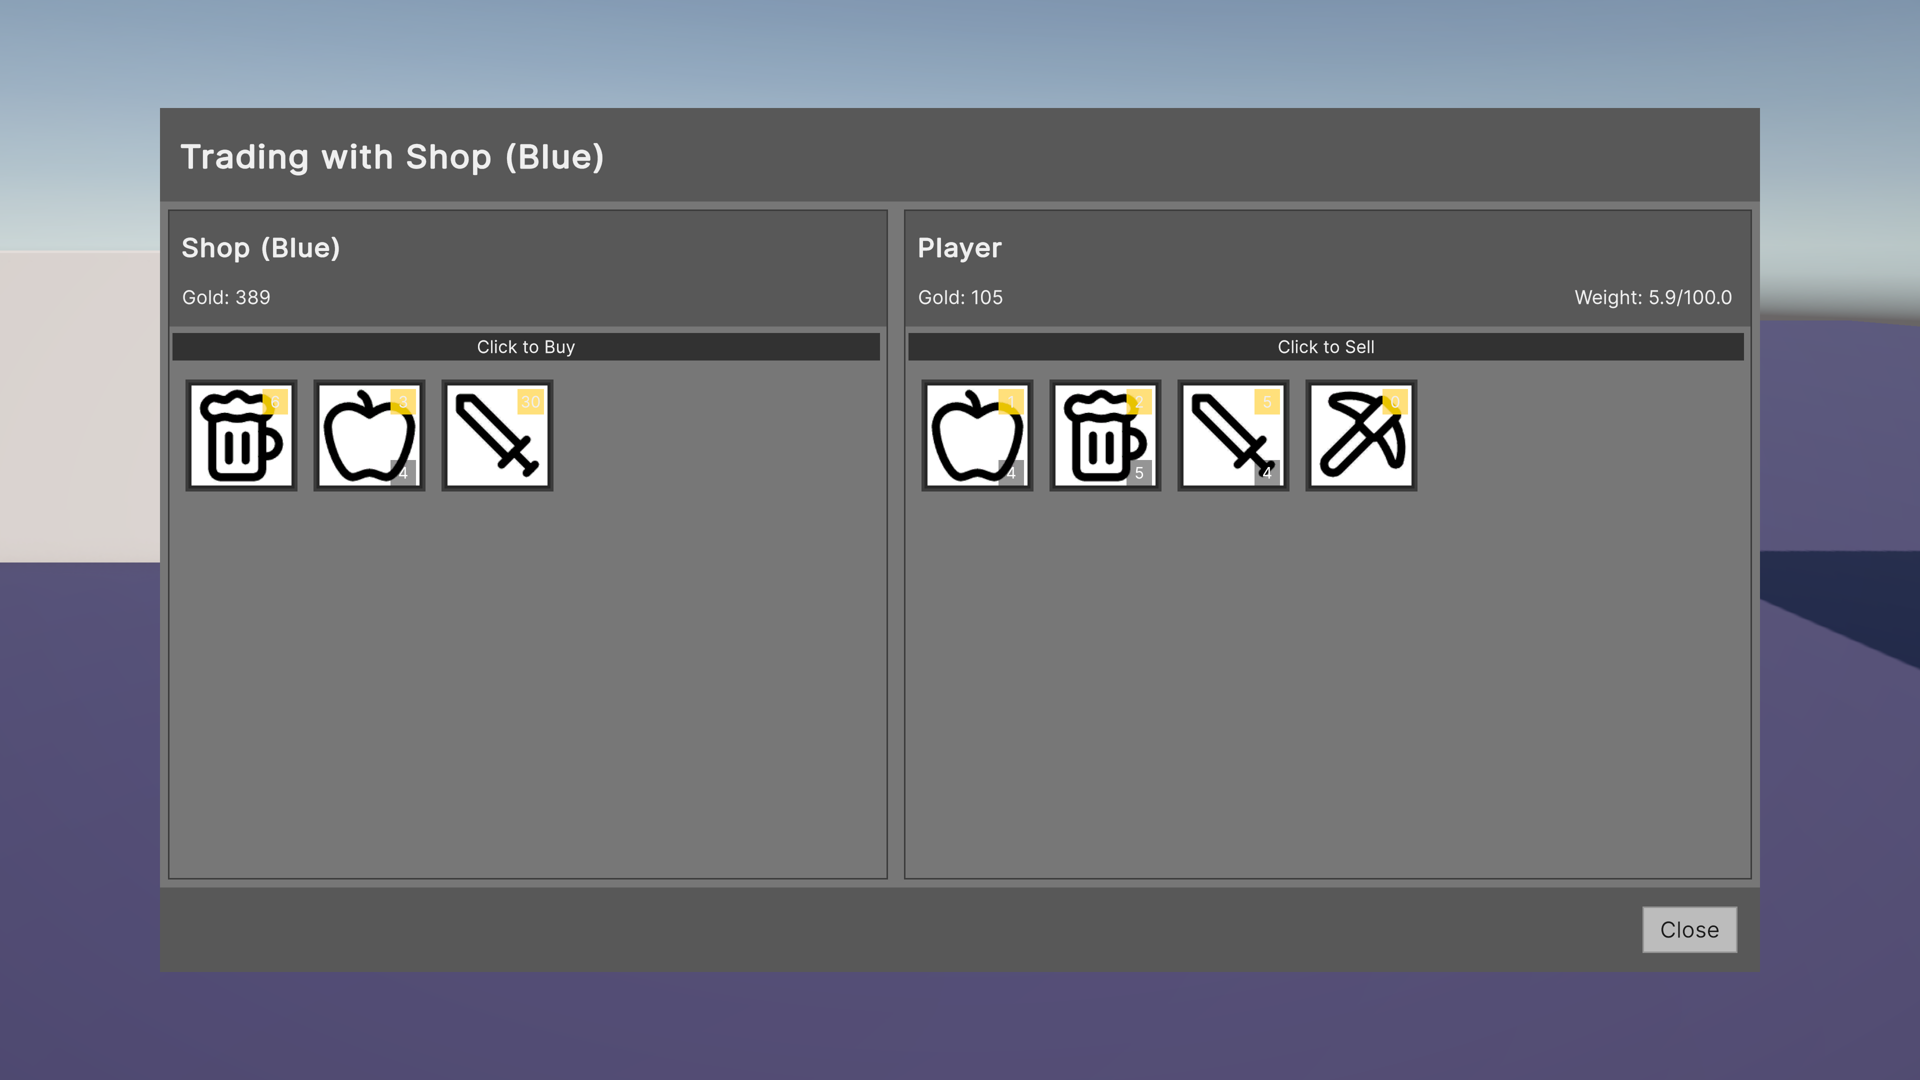 Trading with Shop (Blue)
Shop (Blue)
Gold: 389
Click to Buy
6
3
4
30
Player
Gold: 105
Weight: 5.9/100.0
Click to Sell
1
4
2
5
5
4
0
Close